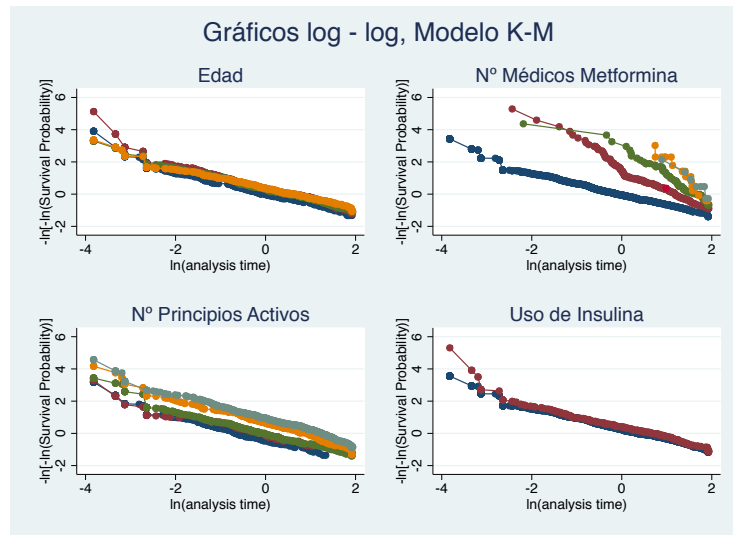 Gráficos log - log, Modelo K-M
Edad
-ln[-ln(Survival Probability)]
6
4
2
0
-2
-4 -2 0 2
ln(analysis time)
Nº Médicos Metformina
-ln[-ln(Survival Probability)]
6
4
2
0
-2
-4 -2 0 2
ln(analysis time)
Nº Principios Activos
-ln[-ln(Survival Probability)]
6
4
2
0
-2
-4 -2 0 2
ln(analysis time)
Uso de Insulina
-ln[-ln(Survival Probability)]
6
4
2
0
-2
-4 -2 0 2
ln(analysis time)